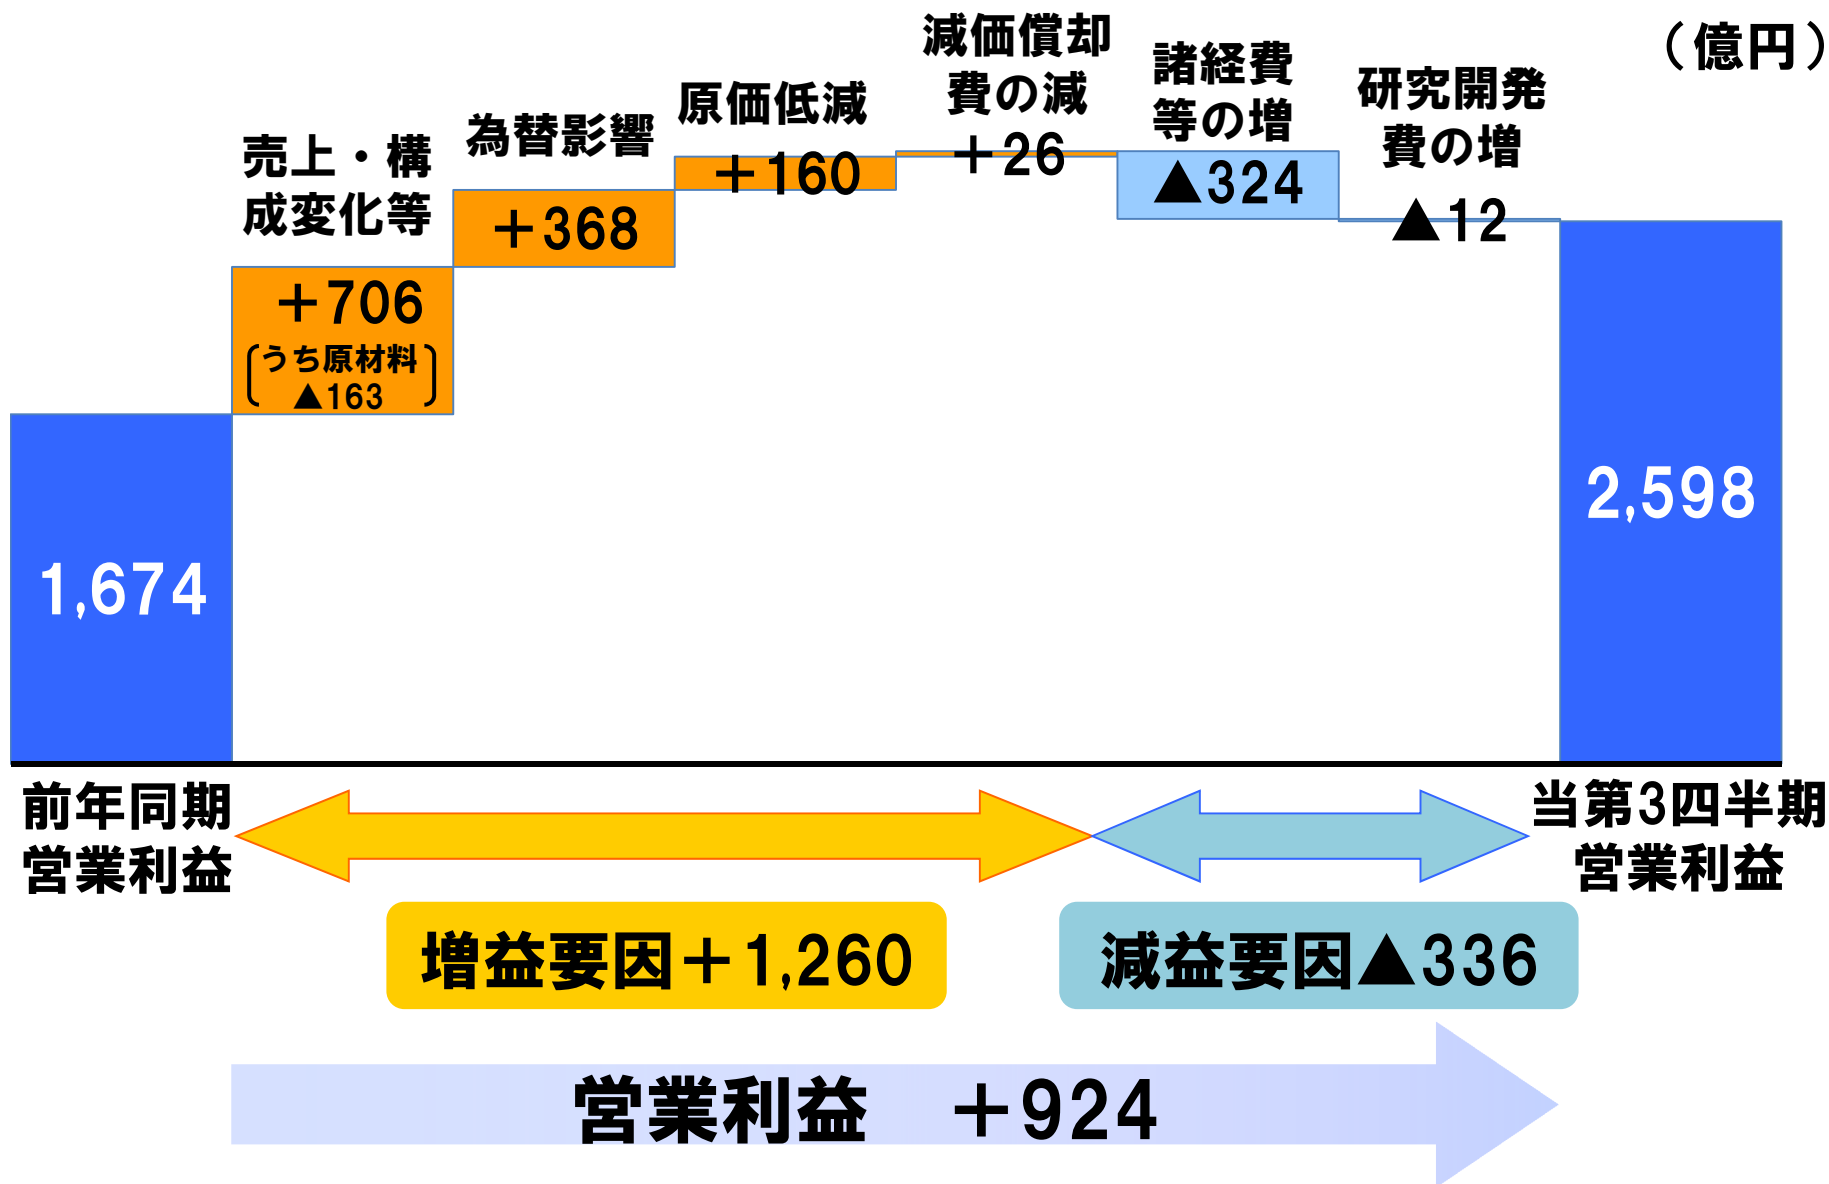 （億円）
売上・構
成変化等
＋706
うち原材料
▲163
為替影響
＋368
原価低減
＋160
減価償却
費の減
＋26
諸経費
等の増
▲324
研究開発
費の増
▲12
1,674
2,598
前年同期
営業利益
当第3四半期
営業利益
増益要因＋1,260
減益要因▲336
営業利益　＋924